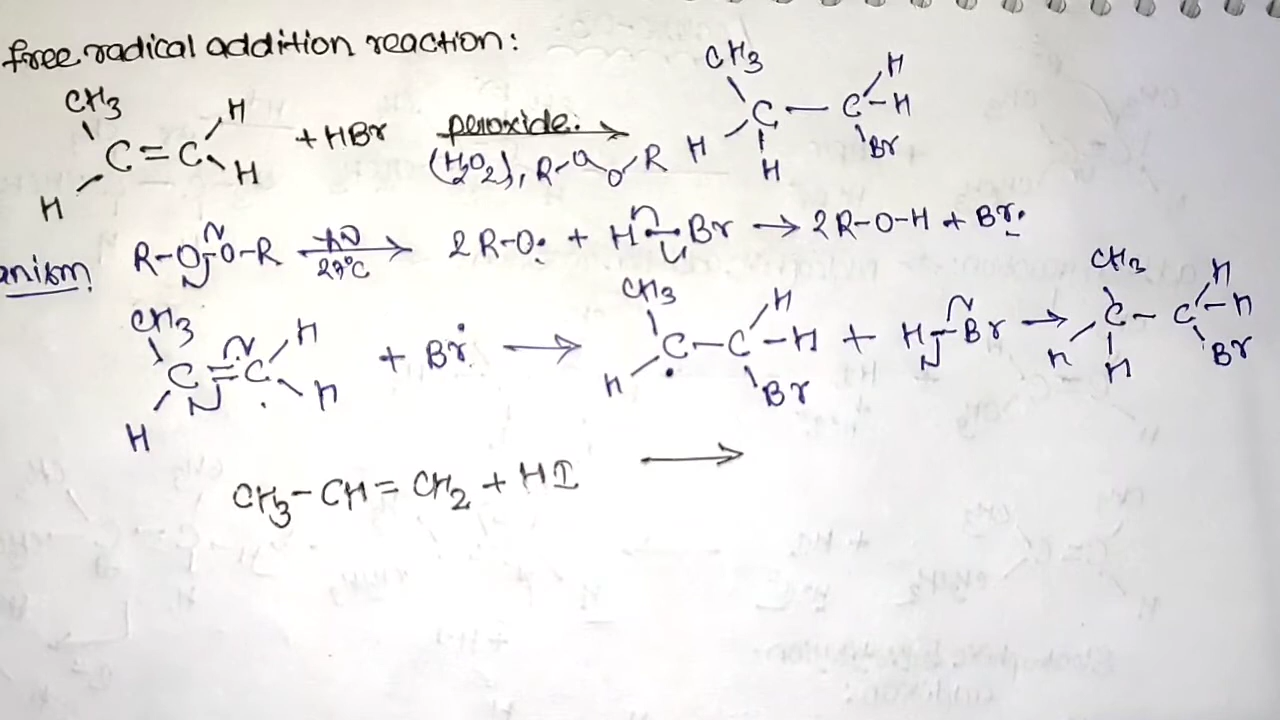 free radical addition reaction:
CH3 H CH3 H
C=C + HBr peroxide. C — C-H
H H (H2O2), R-O O R H H Br
anism R-O-O-R hν 27°C 2R-O• + H-Br → 2R-O-H + Br•
CH3 H CH3 H CH3 H
C=C + Br• → C-C-H + H-Br → C-C-H
H H H Br H H Br
CH3-CH=CH2 + HI →